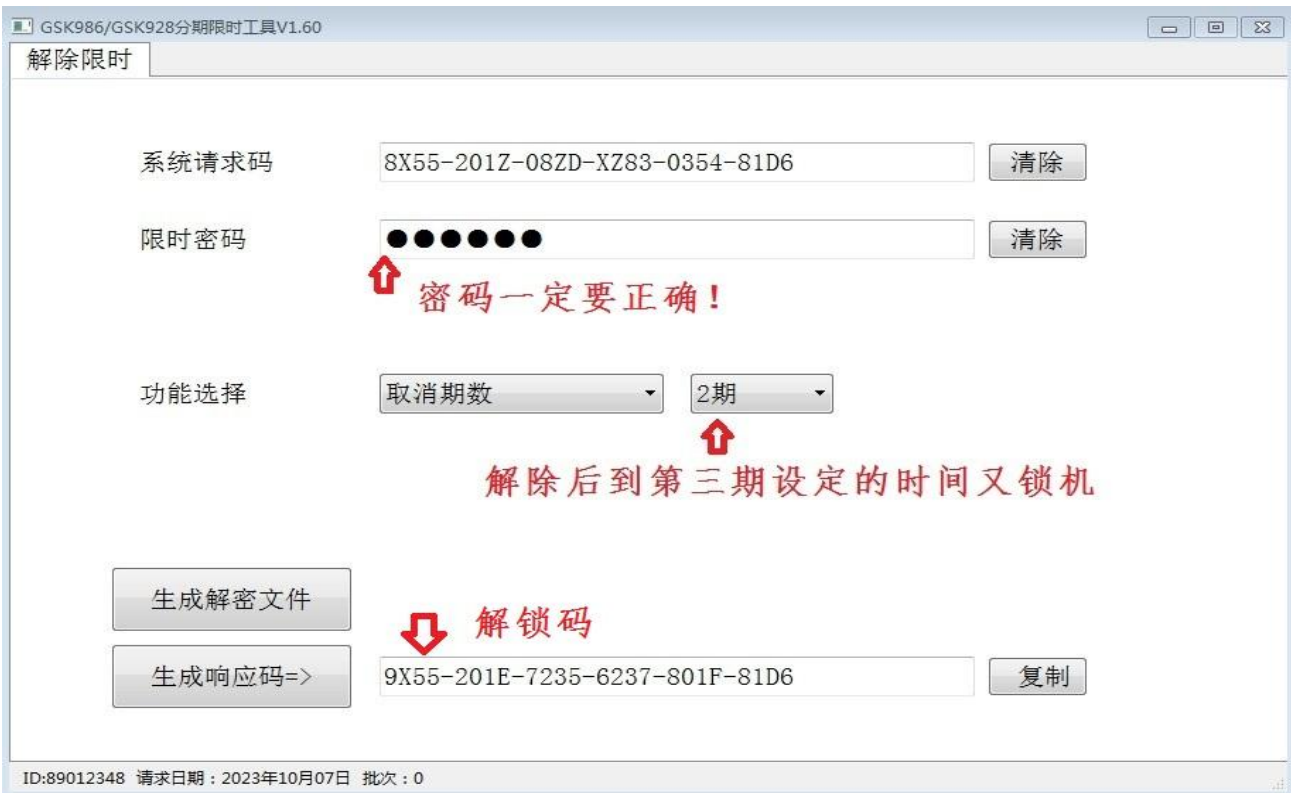 GSK986/GSK928分期限时工具V1.60
解除限时
系统请求码 8X55-201Z-08ZD-XZ83-0354-81D6 清除
限时密码 ●●●●●● 清除
密码一定要正确!
功能选择 取消期数 2期
解除后到第三期设定的时间又锁机
生成解密文件
解锁码
生成响应码=> 9X55-201E-7235-6237-801F-81D6 复制
ID:89012348 请求日期:2023年10月07日 批次:0